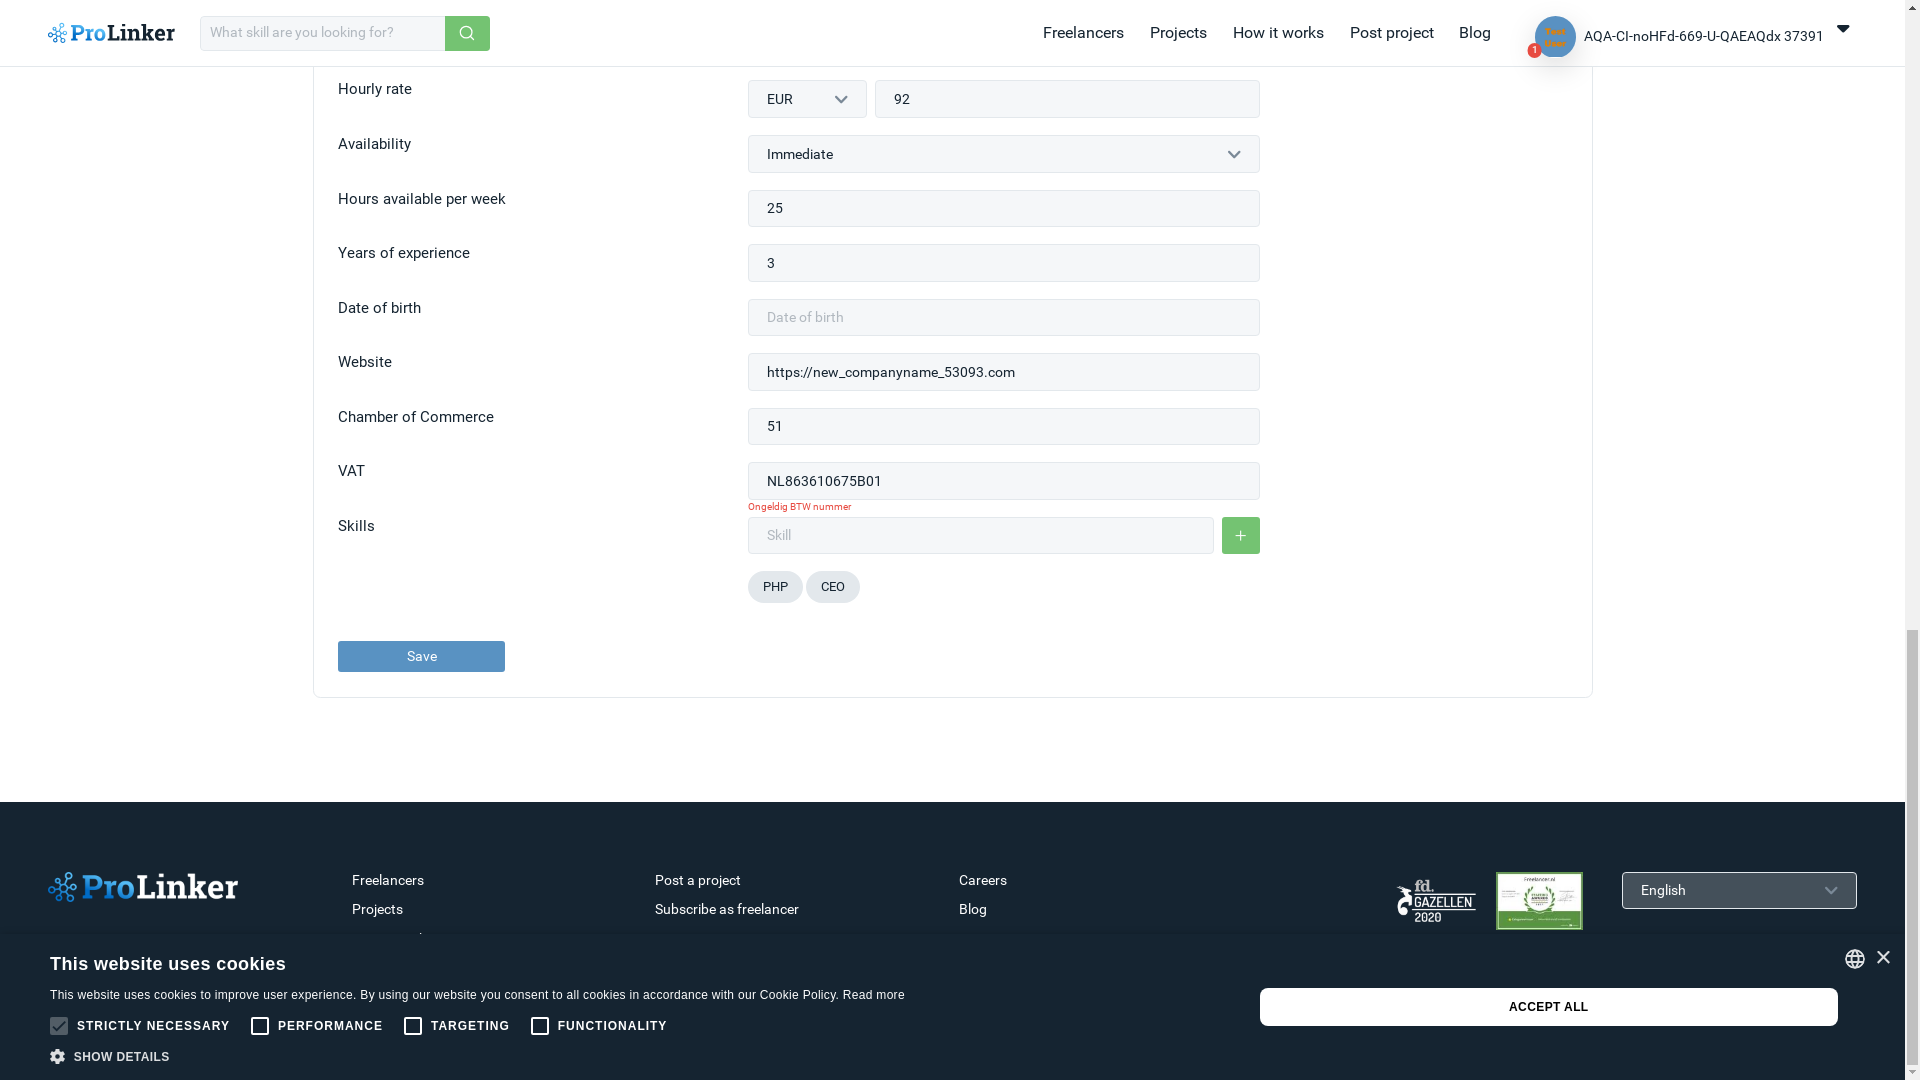 ProLinker
What skill are you looking for?
Freelancers
Projects
How it works
Post project
Blog
Test User
1
AQA-CI-noHFd-669-U-QAEAQdx 37391
Hourly rate
EUR
92
Availability
Immediate
Hours available per week
25
Years of experience
3
Date of birth
Date of birth
Website
https://new_companyname_53093.com
Chamber of Commerce
51
VAT
NL863610675B01
Ongeldig BTW nummer
Skills
Skill
+
PHP
CEO
Save
ProLinker
Freelancers
Projects
Post a project
Subscribe as freelancer
Careers
Blog
fd.
GAZELLEN
2020
Freelancer.nl
English
This website uses cookies
This website uses cookies to improve user experience. By using our website you consent to all cookies in accordance with our Cookie Policy. Read more
STRICTLY NECESSARY
PERFORMANCE
TARGETING
FUNCTIONALITY
SHOW DETAILS
ACCEPT ALL
×